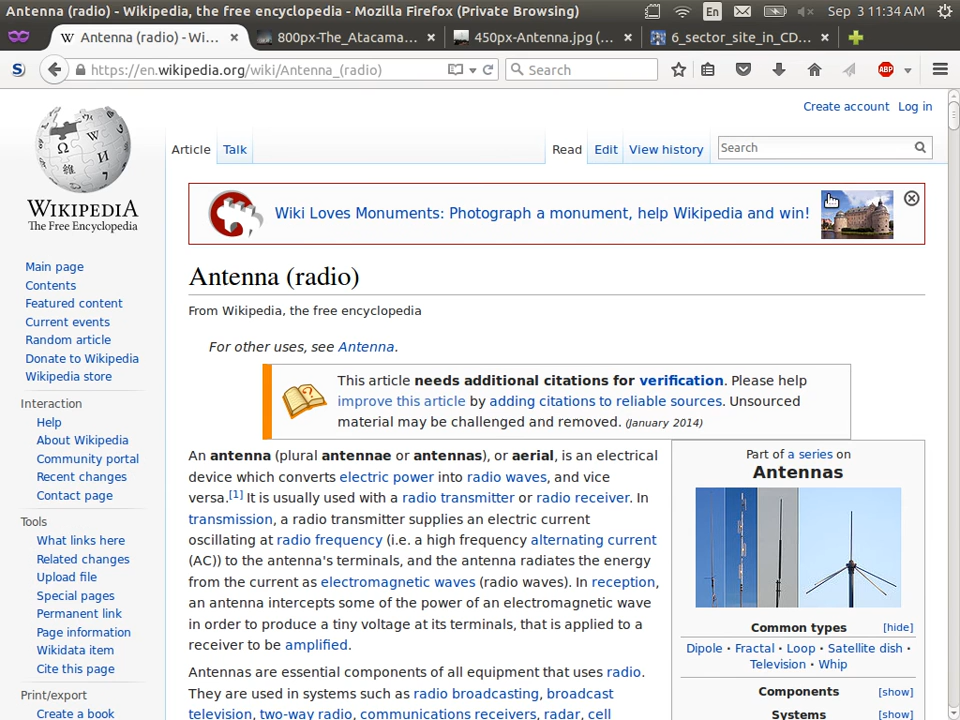 Antenna (radio) - Wikipedia, the free encyclopedia - Mozilla Firefox (Private Browsing)
En
Sep 3 11:34 AM
W Antenna (radio) - Wi...
800px-The_Atacama...
450px-Antenna.jpg (...
6_sector_site_in_CD...
S
https://en.wikipedia.org/wiki/Antenna_(radio)
Search
ABP
Create account Log in
Article Talk
Read Edit View history
Search
WIKIPEDIA
The Free Encyclopedia
Wiki Loves Monuments: Photograph a monument, help Wikipedia and win!
Main page
Contents
Featured content
Current events
Random article
Donate to Wikipedia
Wikipedia store
Interaction
Help
About Wikipedia
Community portal
Recent changes
Contact page
Tools
What links here
Related changes
Upload file
Special pages
Permanent link
Page information
Wikidata item
Cite this page
Print/export
Create a book
Antenna (radio)
From Wikipedia, the free encyclopedia
For other uses, see Antenna.
This article needs additional citations for verification. Please help
improve this article by adding citations to reliable sources. Unsourced
material may be challenged and removed. (January 2014)
An antenna (plural antennae or antennas), or aerial, is an electrical
device which converts electric power into radio waves, and vice
versa.[1] It is usually used with a radio transmitter or radio receiver. In
transmission, a radio transmitter supplies an electric current
oscillating at radio frequency (i.e. a high frequency alternating current
(AC)) to the antenna's terminals, and the antenna radiates the energy
from the current as electromagnetic waves (radio waves). In reception,
an antenna intercepts some of the power of an electromagnetic wave
in order to produce a tiny voltage at its terminals, that is applied to a
receiver to be amplified.
Antennas are essential components of all equipment that uses radio.
They are used in systems such as radio broadcasting, broadcast
television, two-way radio, communications receivers, radar, cell
Part of a series on
Antennas
Common types [hide]
Dipole • Fractal • Loop • Satellite dish •
Television • Whip
Components [show]
Systems [show]